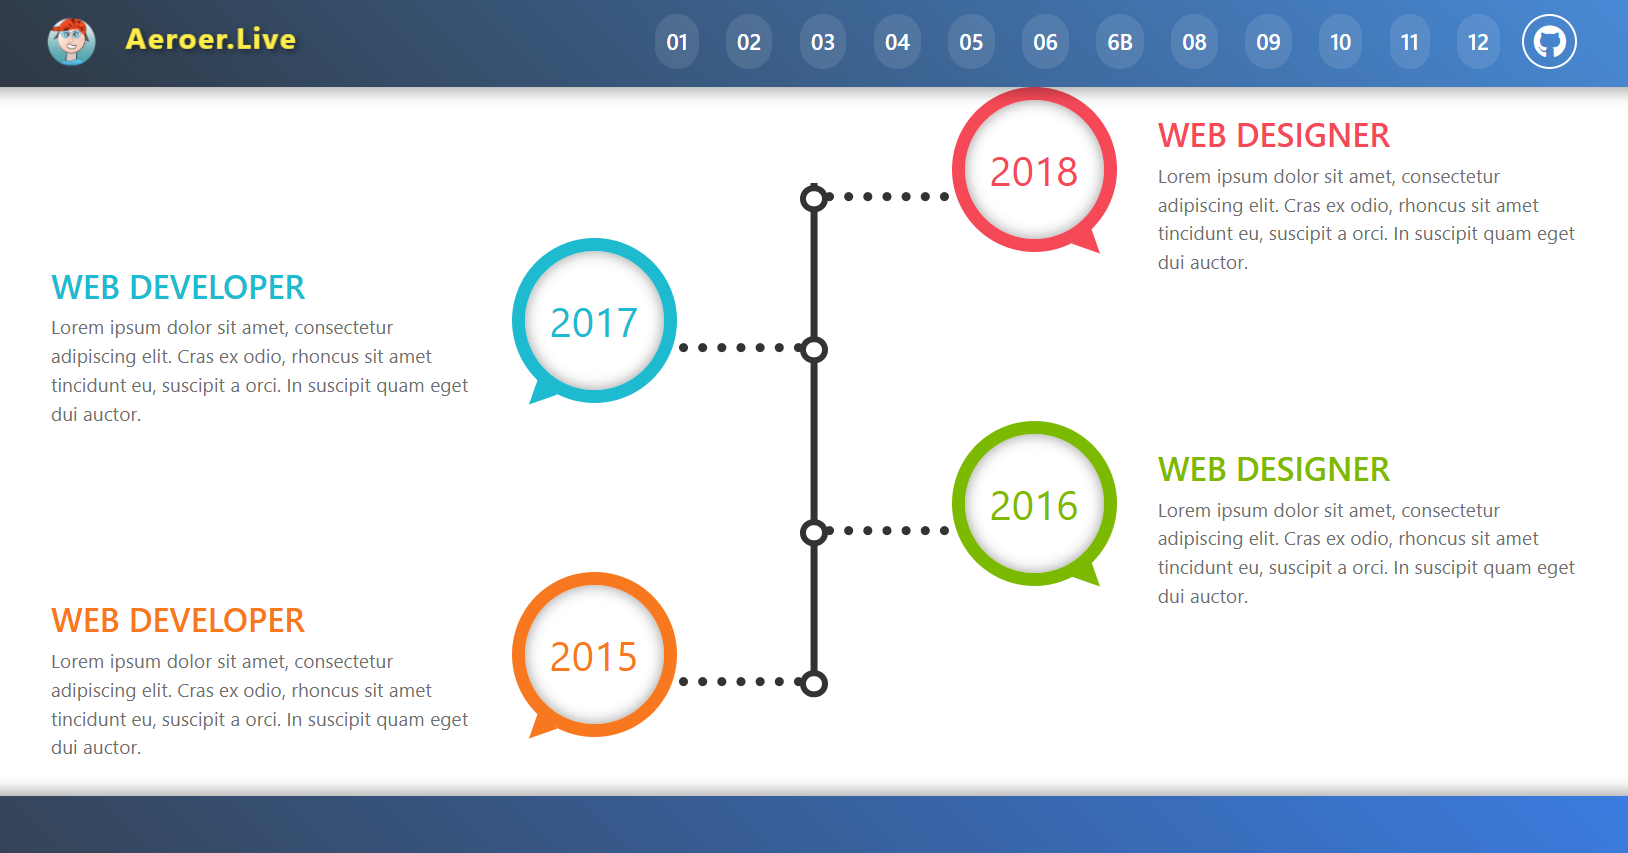 Aeroer.Live
01 02 03 04 05 06 6B 08 09 10 11 12
2018
WEB DESIGNER
Lorem ipsum dolor sit amet, consectetur
adipiscing elit. Cras ex odio, rhoncus sit amet
tincidunt eu, suscipit a orci. In suscipit quam eget
dui auctor.
WEB DEVELOPER
Lorem ipsum dolor sit amet, consectetur
adipiscing elit. Cras ex odio, rhoncus sit amet
tincidunt eu, suscipit a orci. In suscipit quam eget
dui auctor.
2017
2016
WEB DESIGNER
Lorem ipsum dolor sit amet, consectetur
adipiscing elit. Cras ex odio, rhoncus sit amet
tincidunt eu, suscipit a orci. In suscipit quam eget
dui auctor.
WEB DEVELOPER
Lorem ipsum dolor sit amet, consectetur
adipiscing elit. Cras ex odio, rhoncus sit amet
tincidunt eu, suscipit a orci. In suscipit quam eget
dui auctor.
2015